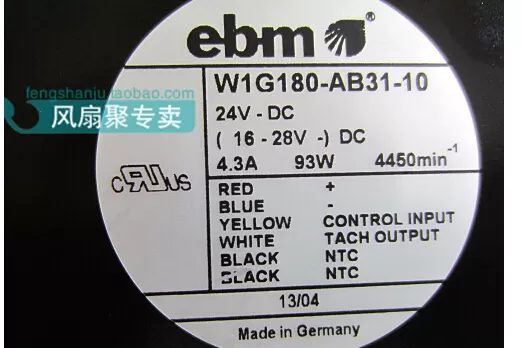 ebm®
W1G180-AB31-10
fengshanju.taobao.com
风扇聚专卖
24V - DC
( 16 - 28V -) DC
4.3A 93W 4450min-1
cRUus
RED +
BLUE -
YELLOW CONTROL INPUT
WHITE TACH OUTPUT
BLACK NTC
BLACK NTC
13/04
Made in Germany